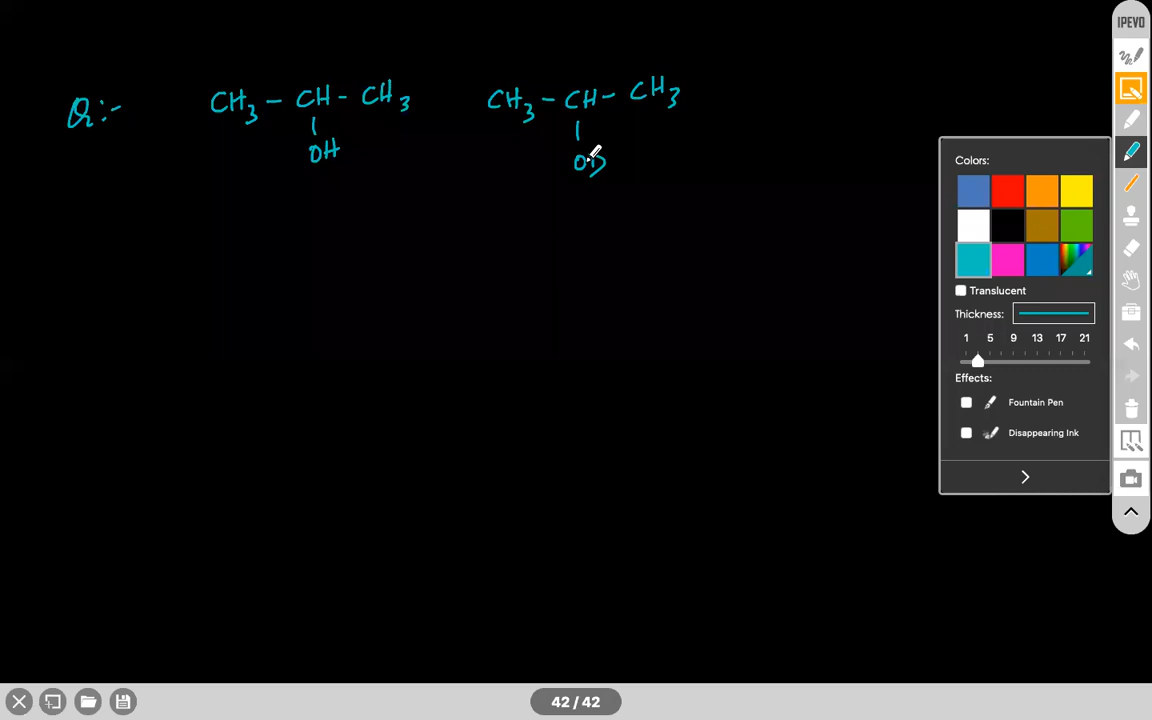 IPEVO
Q:-
CH3 - CH - CH3
|
OH
CH3 - CH - CH3
|
OD
Colors:
Translucent
Thickness:
1 5 9 13 17 21
Effects:
Fountain Pen
Disappearing Ink
42 / 42